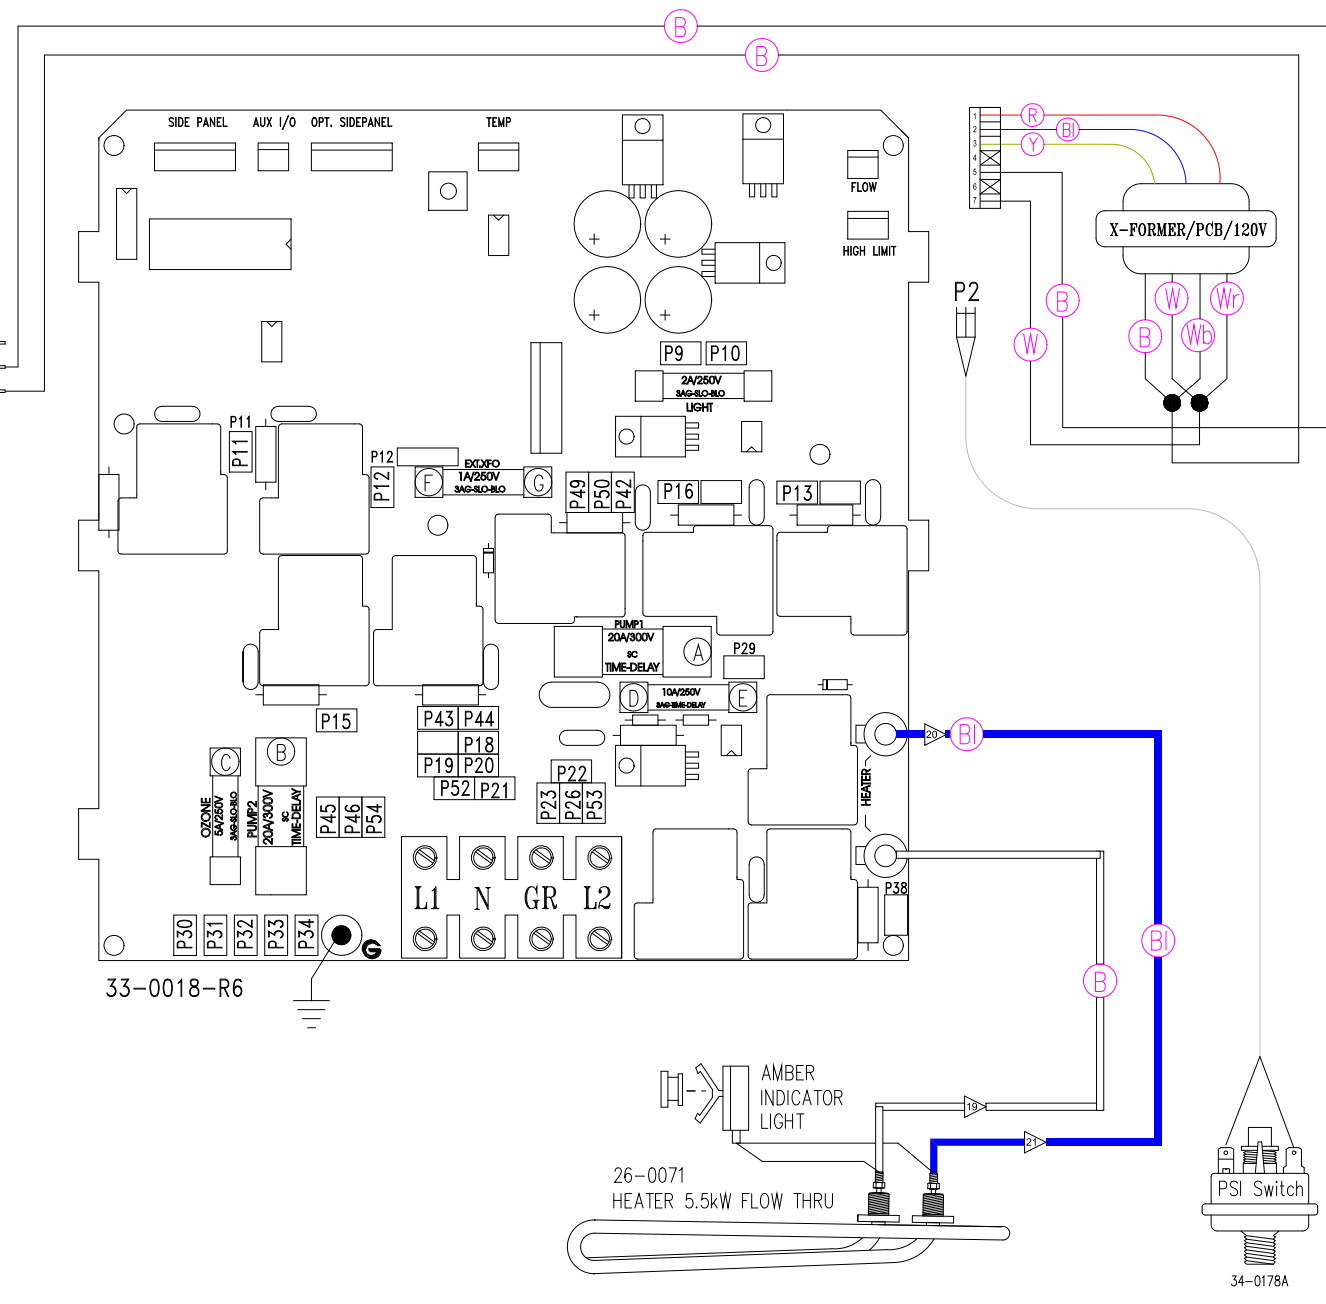 B
B
SIDE PANEL AUX I/O OPT. SIDEPANEL TEMP
FLOW
HIGH LIMIT
1 R
2 Bl
3 Y
4
5
6
7
X-FORMER/PCB/120V
B W Wb Wr
B
W
P2
P9 P10
2A/250V
3AG-SLO-BLO
LIGHT
P11
P11
P12
P12
EXT.XFO
F 1A/250V G
3AG-SLO-BLO
P49 P50 P42
P16
P13
PUMP1
20A/300V
SC
TIME-DELAY
A
P29
D 10A/250V E
3AG-TIME-DELAY
P15
P43 P44
P18
P19 P20
P52 P21
P22
P23 P26 P53
HEATER
20 Bl
C
OZONE
5A/250V
3AG-SLO-BLO
B
PUMP2
20A/300V
SC
TIME-DELAY
P45 P46 P54
L1 N GR L2
P38
P30 P31 P32 P33 P34
G
33-0018-R6
Bl
B
AMBER
INDICATOR
LIGHT
19
21
26-0071
HEATER 5.5kW FLOW THRU
PSI Switch
34-0178A